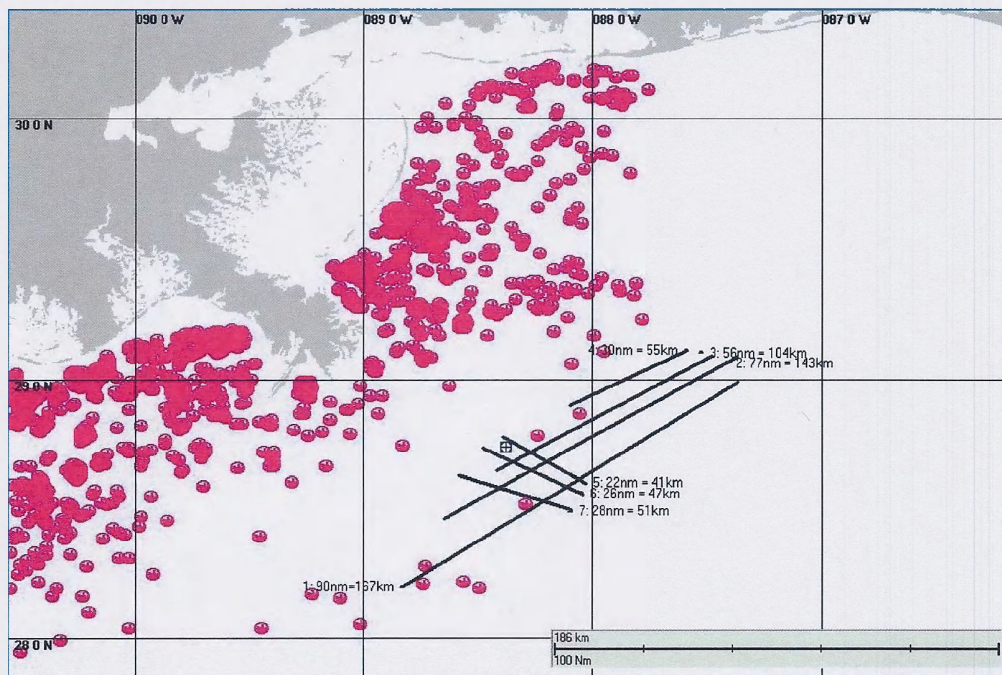 090 0 W
089 0 W
088 0 W
087 0 W
30 0 N
4: 30nm = 55km
3: 56nm = 104km
2: 77nm = 143km
29 0 N
5: 22nm = 41km
6: 26nm = 47km
7: 28nm = 51km
1: 90nm=167km
28 0 N
186 km
100 Nm